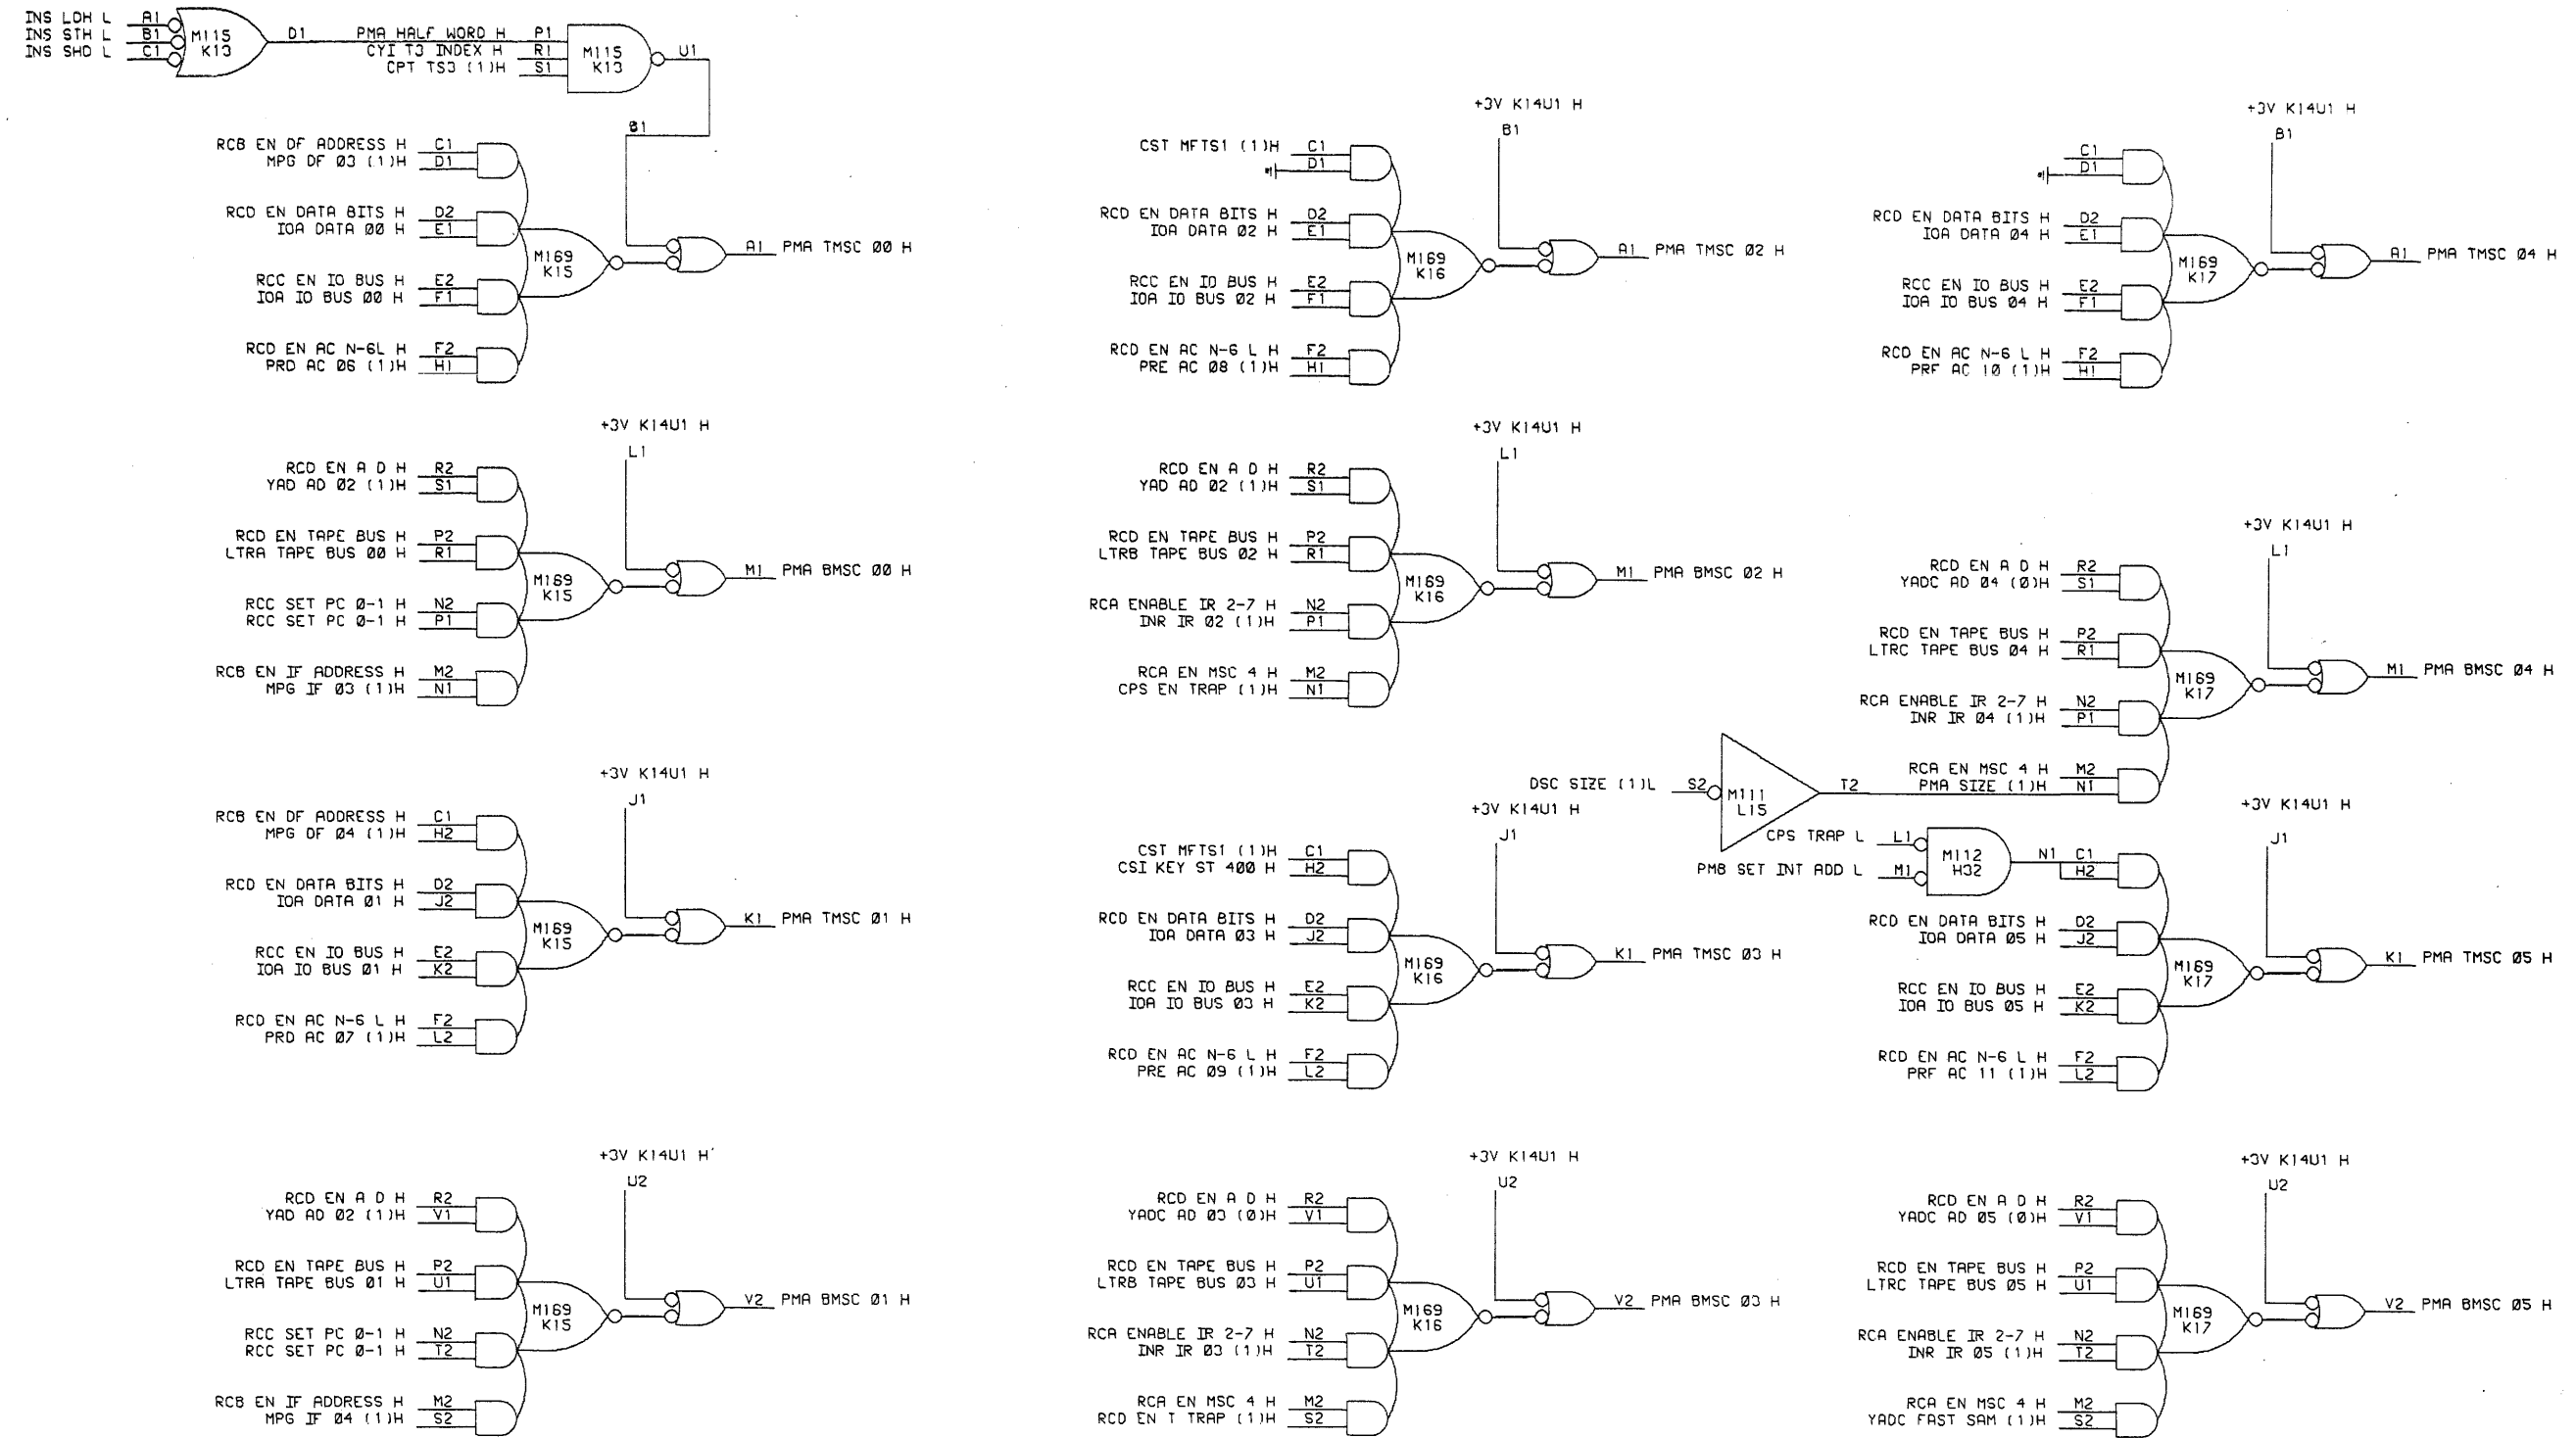 INS LDH L A1
INS STH L B1
INS SHD L C1
M115
K13
D1 PMA HALF WORD H P1
CYI T3 INDEX H R1
CPT TS3 (1)H S1
M115
K13
U1
B1
RCB EN DF ADDRESS H C1
MPG DF 03 (1)H D1
RCD EN DATA BITS H D2
IOA DATA 00 H E1
RCC EN IO BUS H E2
IOA IO BUS 00 H F1
RCD EN AC N-6L H F2
PRD AC 06 (1)H H1
M169
K15
A1 PMA TMSC 00 H
+3V K14U1 H
B1
CST MFTS1 (1)H C1
D1
RCD EN DATA BITS H D2
IOA DATA 02 H E1
RCC EN IO BUS H E2
IOA IO BUS 02 H F1
RCD EN AC N-6 L H F2
PRE AC 08 (1)H H1
M169
K16
A1 PMA TMSC 02 H
+3V K14U1 H
B1
C1
D1
RCD EN DATA BITS H D2
IOA DATA 04 H E1
RCC EN IO BUS H E2
IOA IO BUS 04 H F1
RCD EN AC N-6 L H F2
PRF AC 10 (1)H H1
M169
K17
A1 PMA TMSC 04 H
+3V K14U1 H
L1
RCD EN A D H R2
YAD AD 02 (1)H S1
RCD EN TAPE BUS H P2
LTRA TAPE BUS 00 H R1
RCC SET PC 0-1 H N2
RCC SET PC 0-1 H P1
RCB EN IF ADDRESS H M2
MPG IF 03 (1)H N1
M169
K15
M1 PMA BMSC 00 H
+3V K14U1 H
L1
RCD EN A D H R2
YAD AD 02 (1)H S1
RCD EN TAPE BUS H P2
LTRB TAPE BUS 02 H R1
RCA ENABLE IR 2-7 H N2
INR IR 02 (1)H P1
RCA EN MSC 4 H M2
CPS EN TRAP (1)H N1
M169
K16
M1 PMA BMSC 02 H
+3V K14U1 H
L1
RCD EN A D H R2
YADC AD 04 (0)H S1
RCD EN TAPE BUS H P2
LTRC TAPE BUS 04 H R1
RCA ENABLE IR 2-7 H N2
INR IR 04 (1)H P1
RCA EN MSC 4 H M2
PMA SIZE (1)H N1
M169
K17
M1 PMA BMSC 04 H
DSC SIZE (1)L S2
M111
L15
T2
+3V K14U1 H
J1
RCB EN DF ADDRESS H C1
MPG DF 04 (1)H H2
RCD EN DATA BITS H D2
IOA DATA 01 H J2
RCC EN IO BUS H E2
IOA IO BUS 01 H K2
RCD EN AC N-6 L H F2
PRD AC 07 (1)H L2
M169
K15
K1 PMA TMSC 01 H
+3V K14U1 H
J1
CST MFTS1 (1)H C1
CSI KEY ST 400 H H2
RCD EN DATA BITS H D2
IOA DATA 03 H J2
RCC EN IO BUS H E2
IOA IO BUS 03 H K2
RCD EN AC N-6 L H F2
PRE AC 09 (1)H L2
M169
K16
K1 PMA TMSC 03 H
CPS TRAP L L1
PMB SET INT ADD L M1
M112
H32
N1
+3V K14U1 H
J1
C1
H2
RCD EN DATA BITS H D2
IOA DATA 05 H J2
RCC EN IO BUS H E2
IOA IO BUS 05 H K2
RCD EN AC N-6 L H F2
PRF AC 11 (1)H L2
M169
K17
K1 PMA TMSC 05 H
+3V K14U1 H
U2
RCD EN A D H R2
YAD AD 02 (1)H V1
RCD EN TAPE BUS H P2
LTRA TAPE BUS 01 H U1
RCC SET PC 0-1 H N2
RCC SET PC 0-1 H T2
RCB EN IF ADDRESS H M2
MPG IF 04 (1)H S2
M169
K15
V2 PMA BMSC 01 H
+3V K14U1 H
U2
RCD EN A D H R2
YADC AD 03 (0)H V1
RCD EN TAPE BUS H P2
LTRB TAPE BUS 03 H U1
RCA ENABLE IR 2-7 H N2
INR IR 03 (1)H T2
RCA EN MSC 4 H M2
RCD EN T TRAP (1)H S2
M169
K16
V2 PMA BMSC 03 H
+3V K14U1 H
U2
RCD EN A D H R2
YADC AD 05 (0)H V1
RCD EN TAPE BUS H P2
LTRC TAPE BUS 05 H U1
RCA ENABLE IR 2-7 H N2
INR IR 05 (1)H T2
RCA EN MSC 4 H M2
YADC FAST SAM (1)H S2
M169
K17
V2 PMA BMSC 05 H